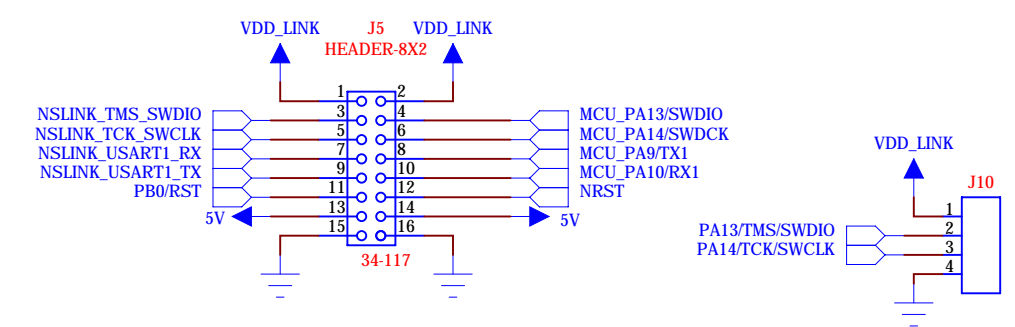 VDD_LINK J5 VDD_LINK
HEADER-8X2
1 2
NSLINK_TMS_SWDIO 3 4 MCU_PA13/SWDIO
NSLINK_TCK_SWCLK 5 6 MCU_PA14/SWDCK
NSLINK_USART1_RX 7 8 MCU_PA9/TX1
NSLINK_USART1_TX 9 10 MCU_PA10/RX1
PB0/RST 11 12 NRST
5V 13 14 5V
15 16
34-117
VDD_LINK
J10
1
PA13/TMS/SWDIO 2
PA14/TCK/SWCLK 3
4